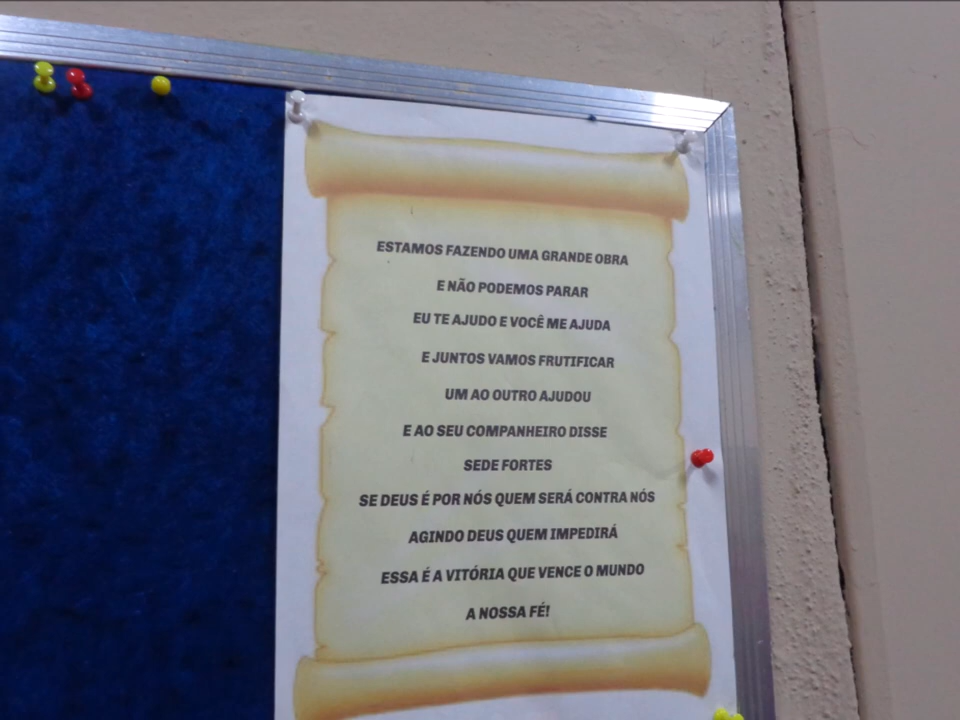 ESTAMOS FAZENDO UMA GRANDE OBRA
E NÃO PODEMOS PARAR
EU TE AJUDO E VOCÊ ME AJUDA
E JUNTOS VAMOS FRUTIFICAR
UM AO OUTRO AJUDOU
E AO SEU COMPANHEIRO DISSE
SEDE FORTES
SE DEUS É POR NÓS QUEM SERÁ CONTRA NÓS
AGINDO DEUS QUEM IMPEDIRÁ
ESSA É A VITÓRIA QUE VENCE O MUNDO
A NOSSA FÉ!